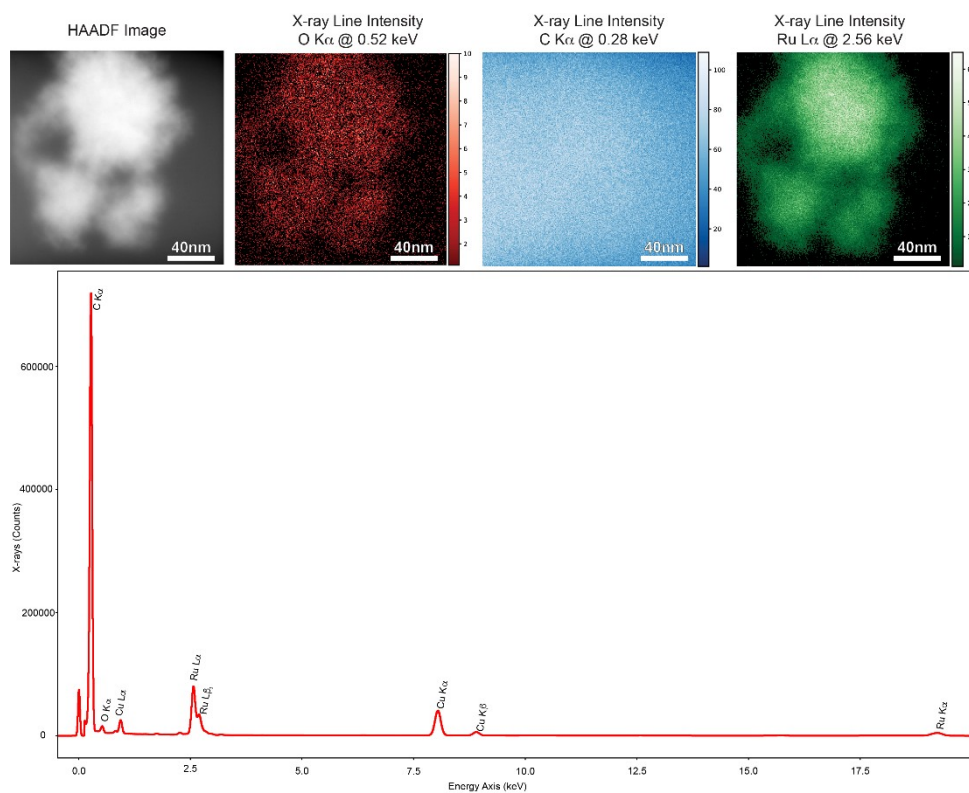 HAADF Image
X-ray Line Intensity
O Kα @ 0.52 keV
X-ray Line Intensity
C Kα @ 0.28 keV
X-ray Line Intensity
Ru Lα @ 2.56 keV
40nm
10
9
8
7
6
5
4
3
2
40nm
100
80
60
40
20
40nm
40nm
C Kα
600000
400000
200000
0
X-rays (Counts)
O Kα
Cu Lα
Ru Lα
Ru Lβ₁
Cu Kα
Cu Kβ
Ru Kα
0.0
2.5
5.0
7.5
10.0
12.5
15.0
17.5
Energy Axis (keV)